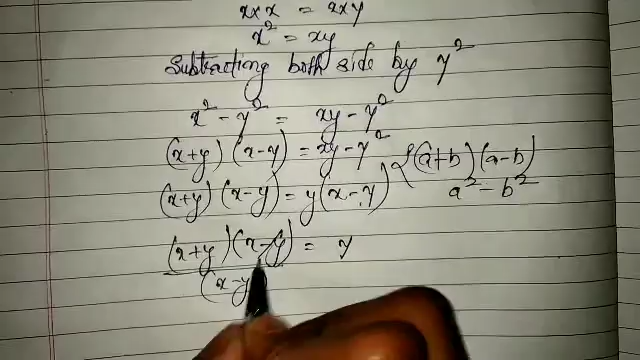 x × x = x × y
x² = xy
Subtracting both side by y²
x² - y² = xy - y²
(x+y) (x-y) = xy - y²
{(a+b) (a-b)
(x+y) (x-y) = y(x-y)
a² - b²
(x+y)(x-y) = y
(x-y